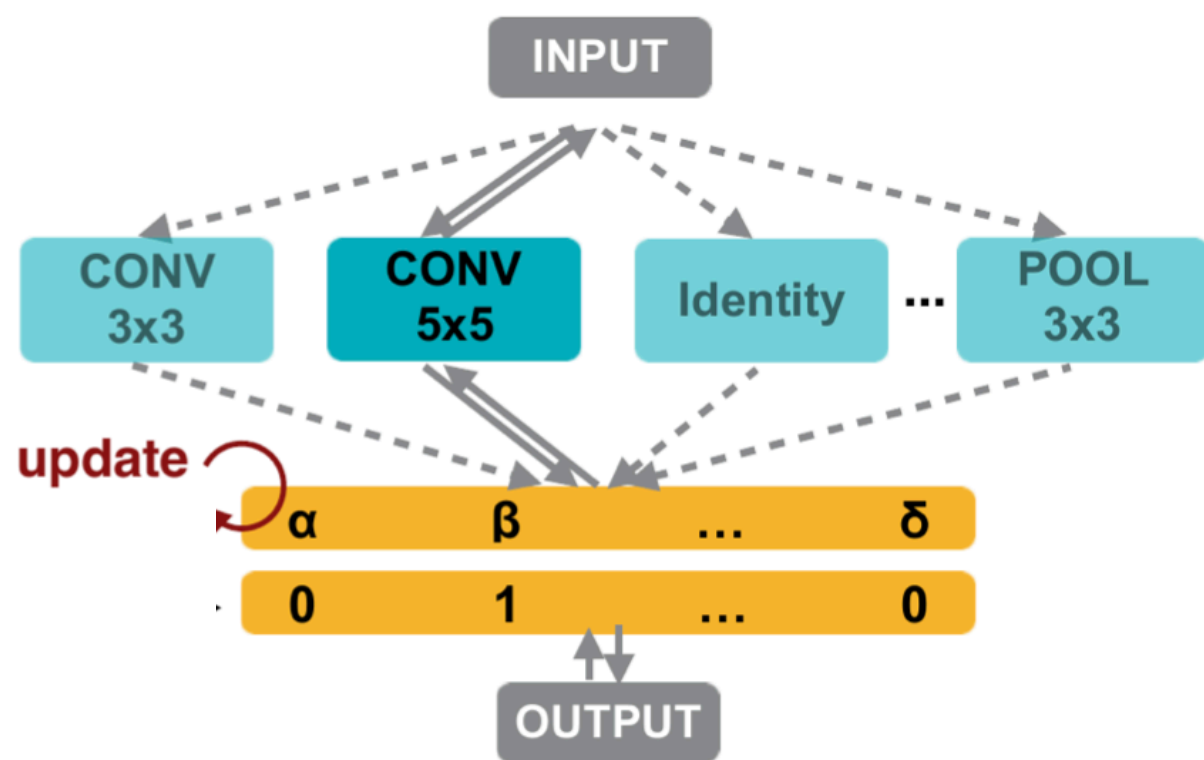 INPUT
CONV
3x3
CONV
5x5
Identity
...
POOL
3x3
update
α β ... δ
0 1 ... 0
OUTPUT